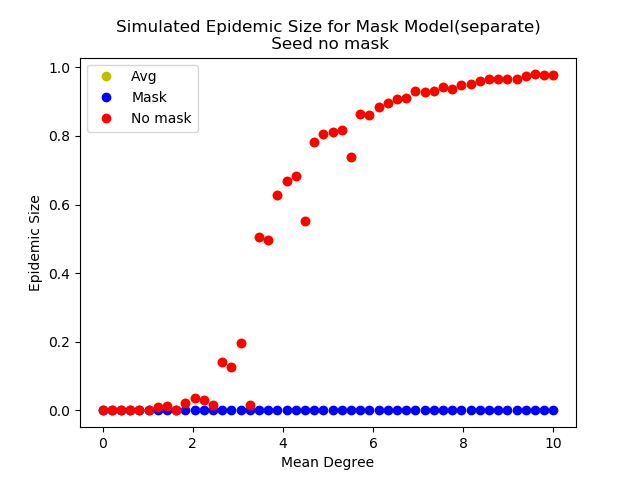 Simulated Epidemic Size for Mask Model(separate)
Seed no mask
Avg
Mask
No mask
1.0
0.8
0.6
0.4
0.2
0.0
Epidemic Size
0 2 4 6 8 10
Mean Degree